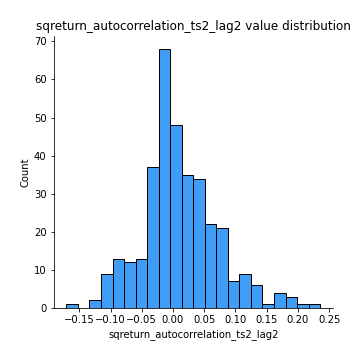 sqreturn_autocorrelation_ts2_lag2 value distribution
70
60
50
40
30
20
10
0
Count
−0.15 −0.10 −0.05 0.00 0.05 0.10 0.15 0.20 0.25
sqreturn_autocorrelation_ts2_lag2